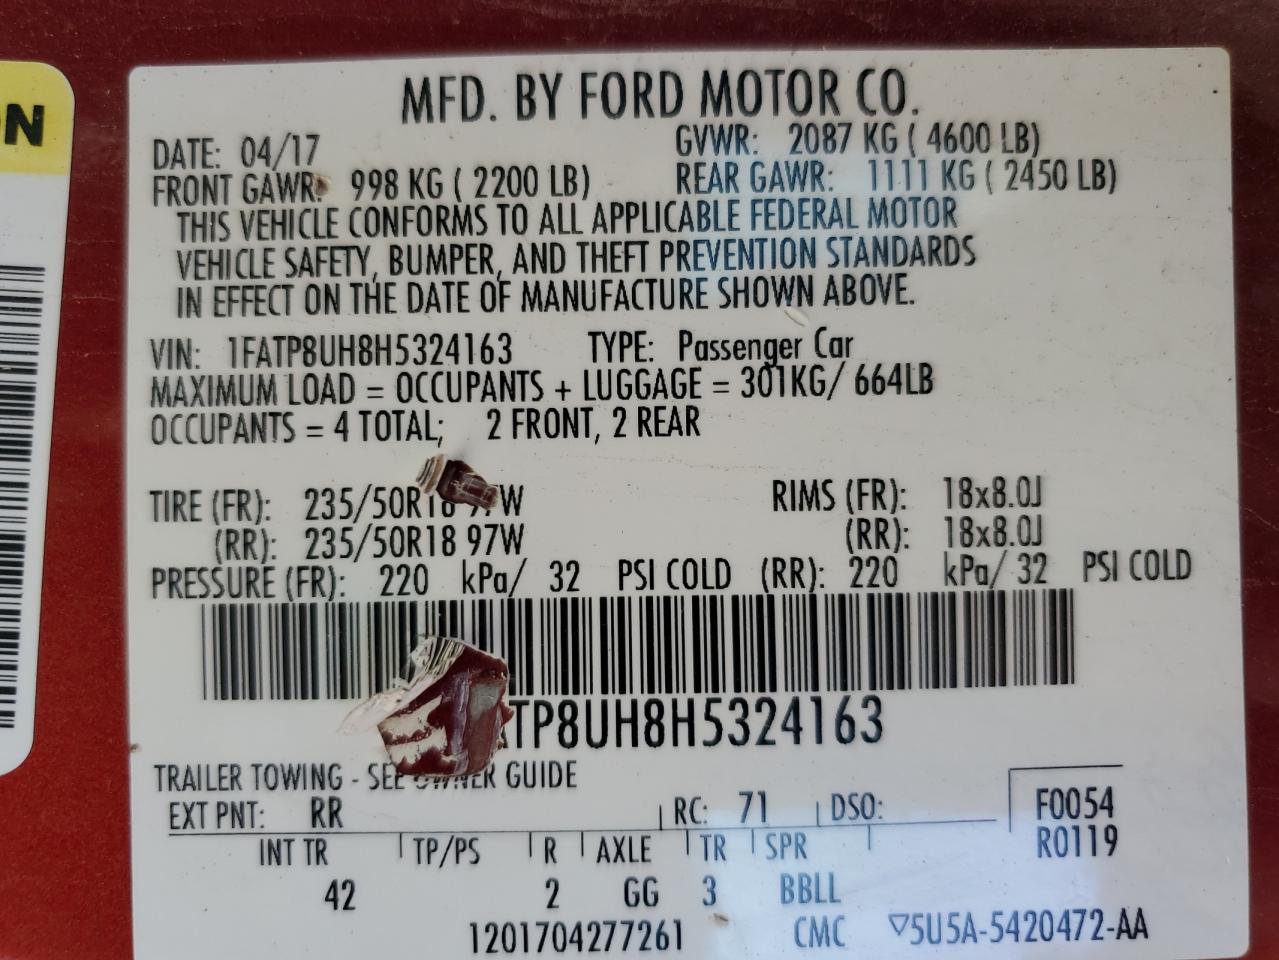 ON
MFD. BY FORD MOTOR CO.
DATE: 04/17 GVWR: 2087 KG ( 4600 LB)
FRONT GAWR: 998 KG ( 2200 LB) REAR GAWR: 1111 KG ( 2450 LB)
THIS VEHICLE CONFORMS TO ALL APPLICABLE FEDERAL MOTOR
VEHICLE SAFETY, BUMPER, AND THEFT PREVENTION STANDARDS
IN EFFECT ON THE DATE OF MANUFACTURE SHOWN ABOVE.
VIN: 1FATP8UH8H5324163 TYPE: Passenger Car
MAXIMUM LOAD = OCCUPANTS + LUGGAGE = 301KG/ 664LB
OCCUPANTS = 4 TOTAL; 2 FRONT, 2 REAR
TIRE (FR): 235/50R18 97W RIMS (FR): 18x8.0J
(RR): 235/50R18 97W (RR): 18x8.0J
PRESSURE (FR): 220 kPa/ 32 PSI COLD (RR): 220 kPa/ 32 PSI COLD
TP8UH8H5324163
TRAILER TOWING - SEE OWNER GUIDE
EXT PNT: RR RC: 71 DSO: F0054
R0119
INT TR TP/PS R AXLE TR SPR
42 2 GG 3 BBLL
1201704277261 CMC ▽5U5A-5420472-AA